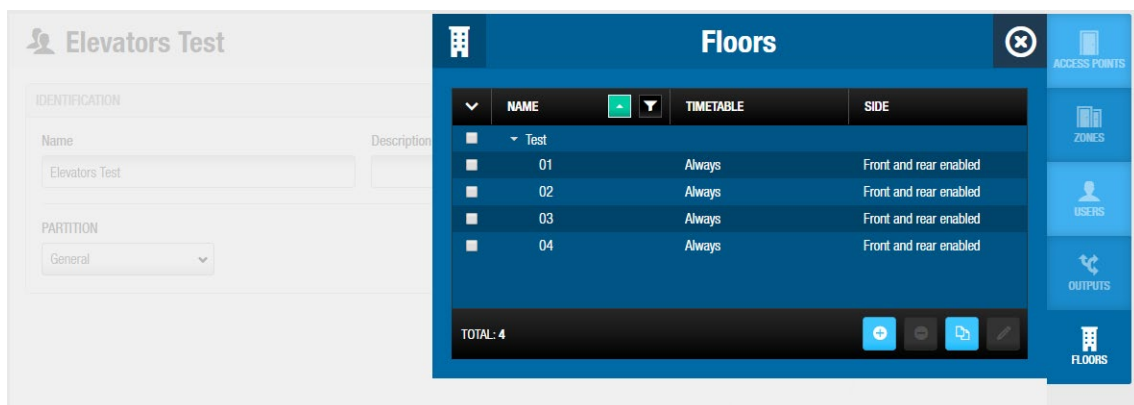 Elevators Test
IDENTIFICATION
Name
Description
Elevators Test
PARTITION
General
Floors
NAME TIMETABLE SIDE
Test
01 Always Front and rear enabled
02 Always Front and rear enabled
03 Always Front and rear enabled
04 Always Front and rear enabled
TOTAL: 4
ACCESS POINTS
ZONES
USERS
OUTPUTS
FLOORS